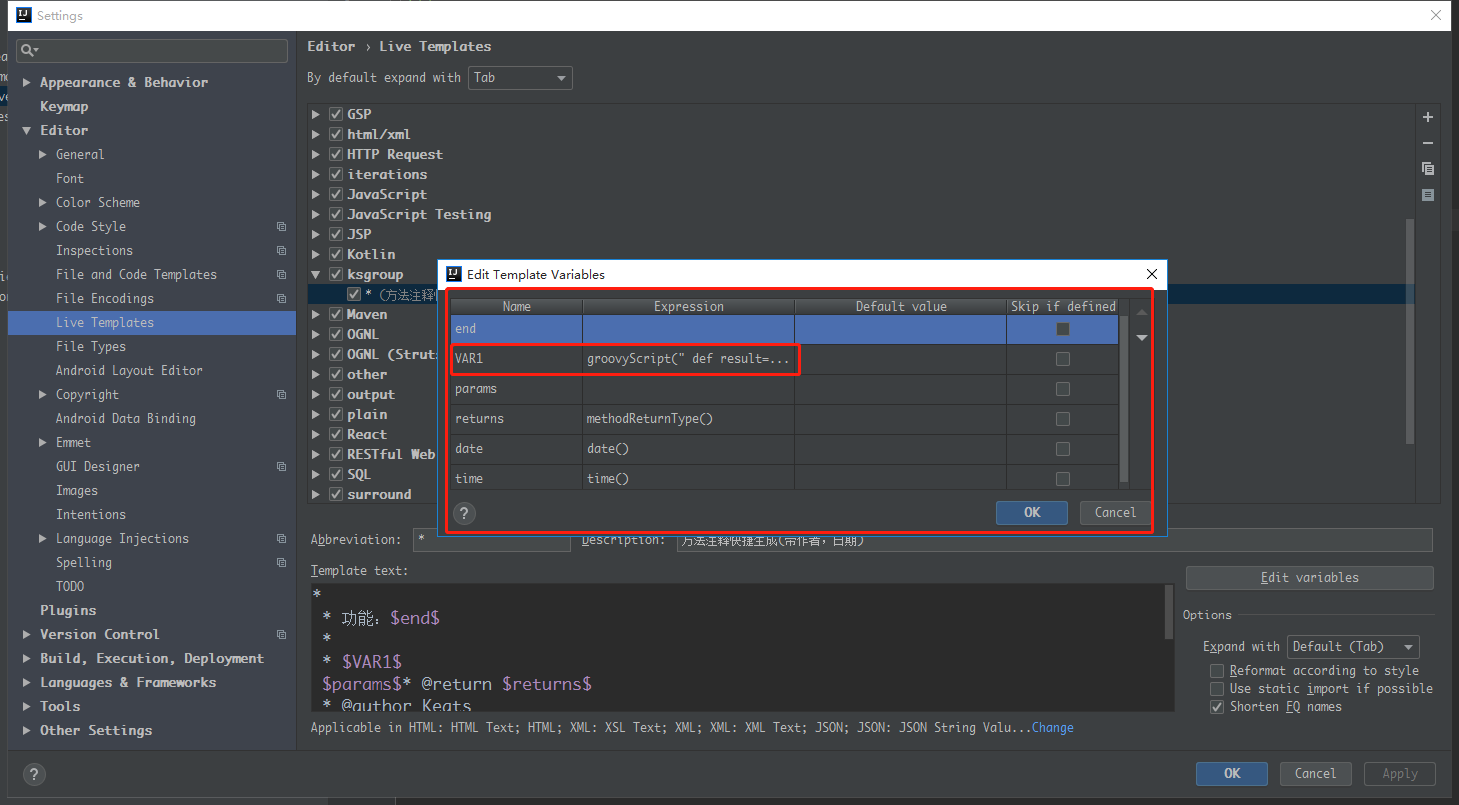 Settings
Editor › Live Templates
By default expand with Tab
Appearance & Behavior
Keymap
Editor
General
Font
Color Scheme
Code Style
Inspections
File and Code Templates
File Encodings
Live Templates
File Types
Android Layout Editor
Copyright
Android Data Binding
Emmet
GUI Designer
Images
Intentions
Language Injections
Spelling
TODO
Plugins
Version Control
Build, Execution, Deployment
Languages & Frameworks
Tools
Other Settings
GSP
html/xml
HTTP Request
iterations
JavaScript
JavaScript Testing
JSP
Kotlin
ksgroup
* (方法注释
Maven
OGNL
OGNL (Struts
other
output
plain
React
RESTful Web
SQL
surround
Edit Template Variables
Name Expression Default value Skip if defined
end
VAR1 groovyScript(" def result=...
params
returns methodReturnType()
date date()
time time()
?
OK Cancel
Abbreviation: * Description: 方法注释快捷生成(带作者，日期)
Template text:
*
* 功能：$end$
*
* $VAR1$
$params$* @return $returns$
* @author Keats
Edit variables
Options
Expand with Default (Tab)
Reformat according to style
Use static import if possible
Shorten FQ names
Applicable in HTML: HTML Text; HTML; XML: XSL Text; XML; XML: XML Text; JSON; JSON: JSON String Valu...Change
?
OK Cancel Apply